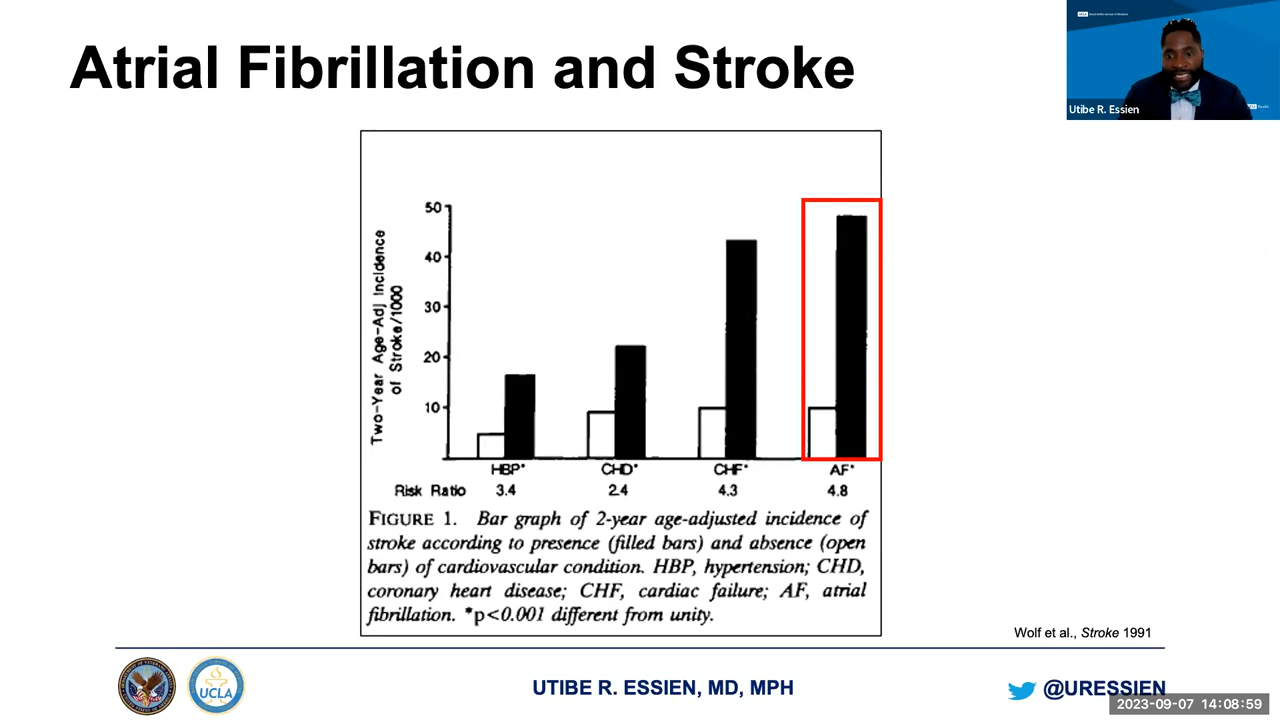 Atrial Fibrillation and Stroke
UCLA
Utibe R. Essien
Two-Year Age-Adj Incidence
of Stroke/1000
50
40
30
20
10
HBP* CHD* CHF* AF*
Risk Ratio 3.4 2.4 4.3 4.8
FIGURE 1. Bar graph of 2-year age-adjusted incidence of
stroke according to presence (filled bars) and absence (open
bars) of cardiovascular condition. HBP, hypertension; CHD,
coronary heart disease; CHF, cardiac failure; AF, atrial
fibrillation. *p<0.001 different from unity.
Wolf et al., Stroke 1991
UCLA
UTIBE R. ESSIEN, MD, MPH
@URESSIEN
2023-09-07 14:08:59